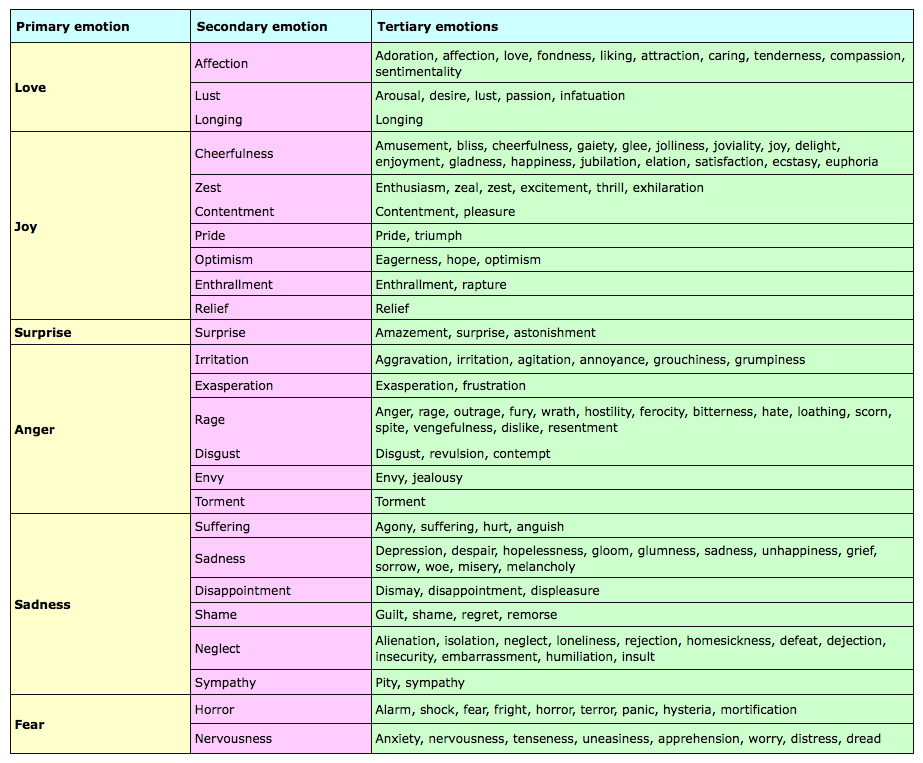 Primary emotion Secondary emotion Tertiary emotions
Love
Affection
Adoration, affection, love, fondness, liking, attraction, caring, tenderness, compassion,
sentimentality
Lust Arousal, desire, lust, passion, infatuation
Longing Longing
Joy
Cheerfulness
Amusement, bliss, cheerfulness, gaiety, glee, jolliness, joviality, joy, delight,
enjoyment, gladness, happiness, jubilation, elation, satisfaction, ecstasy, euphoria
Zest Enthusiasm, zeal, zest, excitement, thrill, exhilaration
Contentment Contentment, pleasure
Pride Pride, triumph
Optimism Eagerness, hope, optimism
Enthrallment Enthrallment, rapture
Relief Relief
Surprise Surprise Amazement, surprise, astonishment
Anger
Irritation Aggravation, irritation, agitation, annoyance, grouchiness, grumpiness
Exasperation Exasperation, frustration
Rage
Anger, rage, outrage, fury, wrath, hostility, ferocity, bitterness, hate, loathing, scorn,
spite, vengefulness, dislike, resentment
Disgust Disgust, revulsion, contempt
Envy Envy, jealousy
Torment Torment
Sadness
Suffering Agony, suffering, hurt, anguish
Sadness
Depression, despair, hopelessness, gloom, glumness, sadness, unhappiness, grief,
sorrow, woe, misery, melancholy
Disappointment Dismay, disappointment, displeasure
Shame Guilt, shame, regret, remorse
Neglect
Alienation, isolation, neglect, loneliness, rejection, homesickness, defeat, dejection,
insecurity, embarrassment, humiliation, insult
Sympathy Pity, sympathy
Fear
Horror Alarm, shock, fear, fright, horror, terror, panic, hysteria, mortification
Nervousness Anxiety, nervousness, tenseness, uneasiness, apprehension, worry, distress, dread